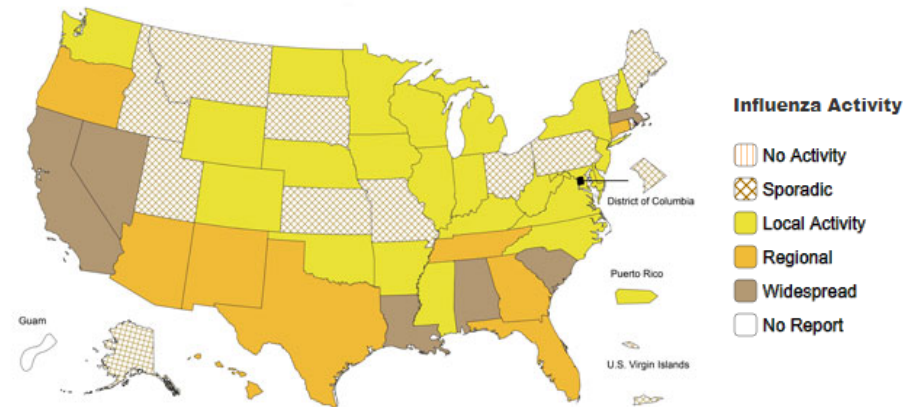 Influenza Activity
No Activity
Sporadic
District of Columbia
Local Activity
Regional
Puerto Rico
Widespread
Guam
No Report
U.S. Virgin Islands